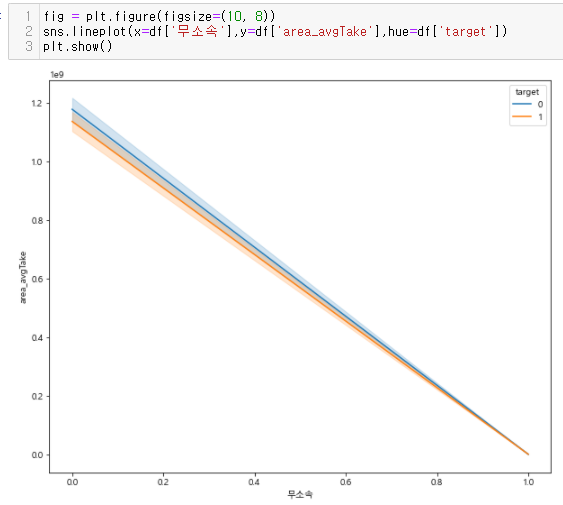 1 fig = plt.figure(figsize=(10, 8))
2 sns.lineplot(x=df['무소속'],y=df['area_avgTake'],hue=df['target'])
3 plt.show()
1e9
target
0
1
1.2
1.0
0.8
0.6
0.4
0.2
0.0
area_avgTake
0.0 0.2 0.4 0.6 0.8 1.0
무소속